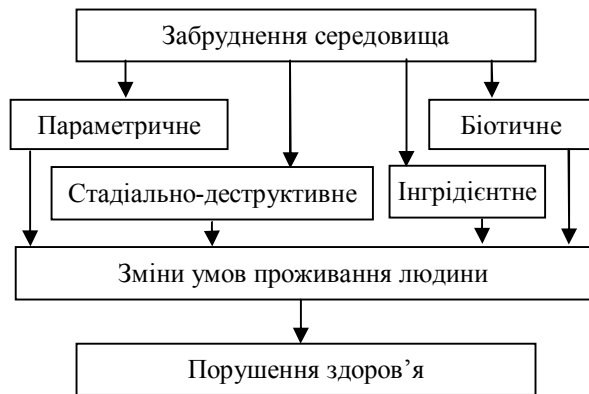 Забруднення середовища
Параметричне
Біотичне
Стадіально-деструктивне
Інгрідієнтне
Зміни умов проживання людини
Порушення здоров’я